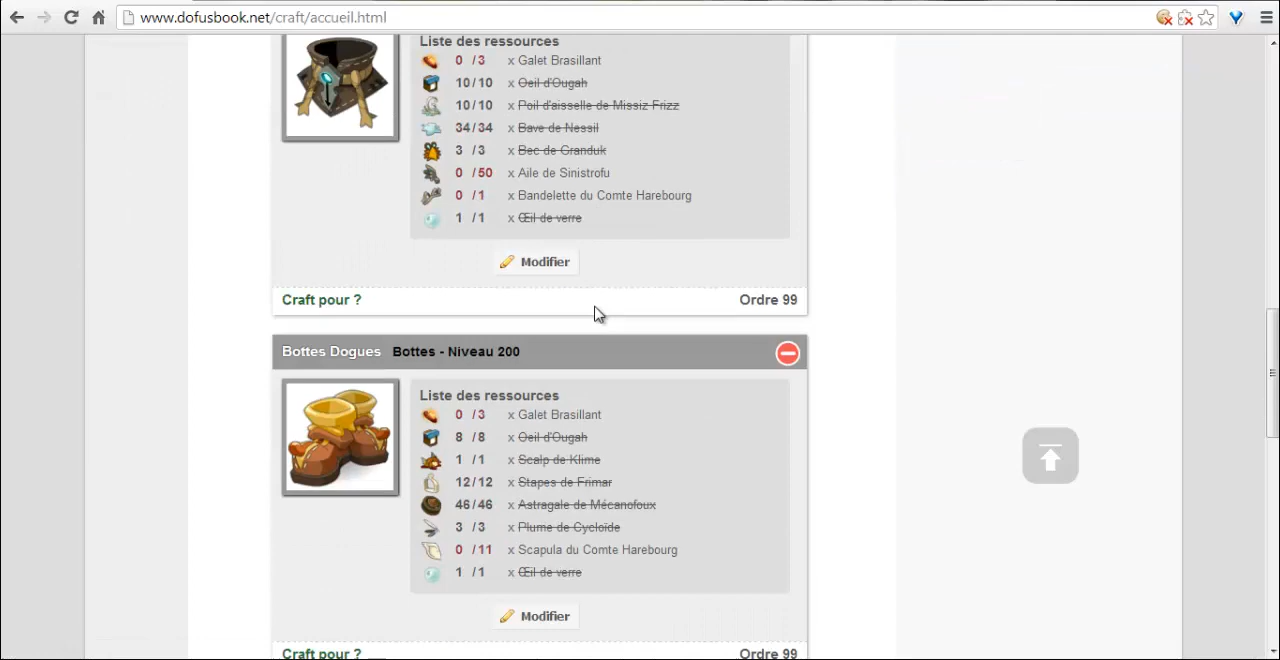 www.dofusbook.net/craft/accueil.html
Liste des ressources
0 /3 x Galet Brasillant
10/10 x Oeil d'Ougah
10/10 x Poil d'aisselle de Missiz Frizz
34/34 x Bave de Nessil
3 /3 x Bec de Granduk
0 /50 x Aile de Sinistrofu
0 /1 x Bandelette du Comte Harebourg
1 /1 x Œil de verre
Modifier
Craft pour ? Ordre 99
Bottes Dogues Bottes - Niveau 200
Liste des ressources
0 /3 x Galet Brasillant
8 /8 x Oeil d'Ougah
1 /1 x Scalp de Klime
12/12 x Stapes de Frimar
46/46 x Astragale de Mécanofoux
3 /3 x Plume de Cycloïde
0 /11 x Scapula du Comte Harebourg
1 /1 x Œil de verre
Modifier
Craft pour ? Ordre 99